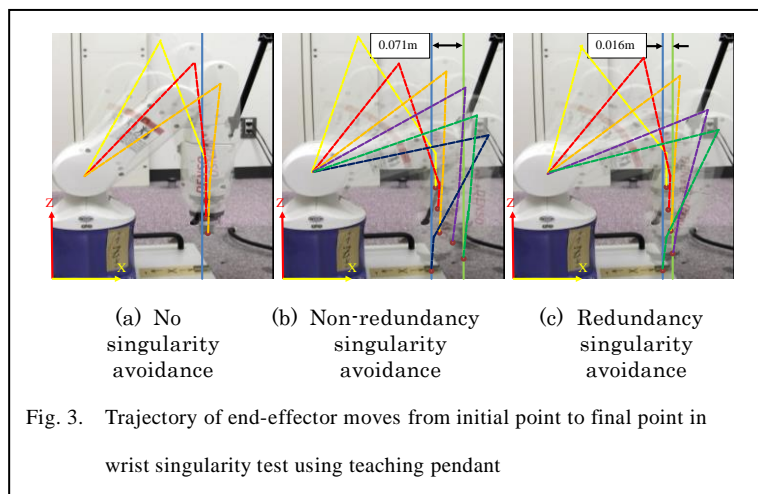 0.071m
0.016m
Z
X
Z
X
Z
X
(a) No
singularity
avoidance
(b) Non-redundancy
singularity
avoidance
(c) Redundancy
singularity
avoidance
Fig. 3. Trajectory of end-effector moves from initial point to final point in
wrist singularity test using teaching pendant